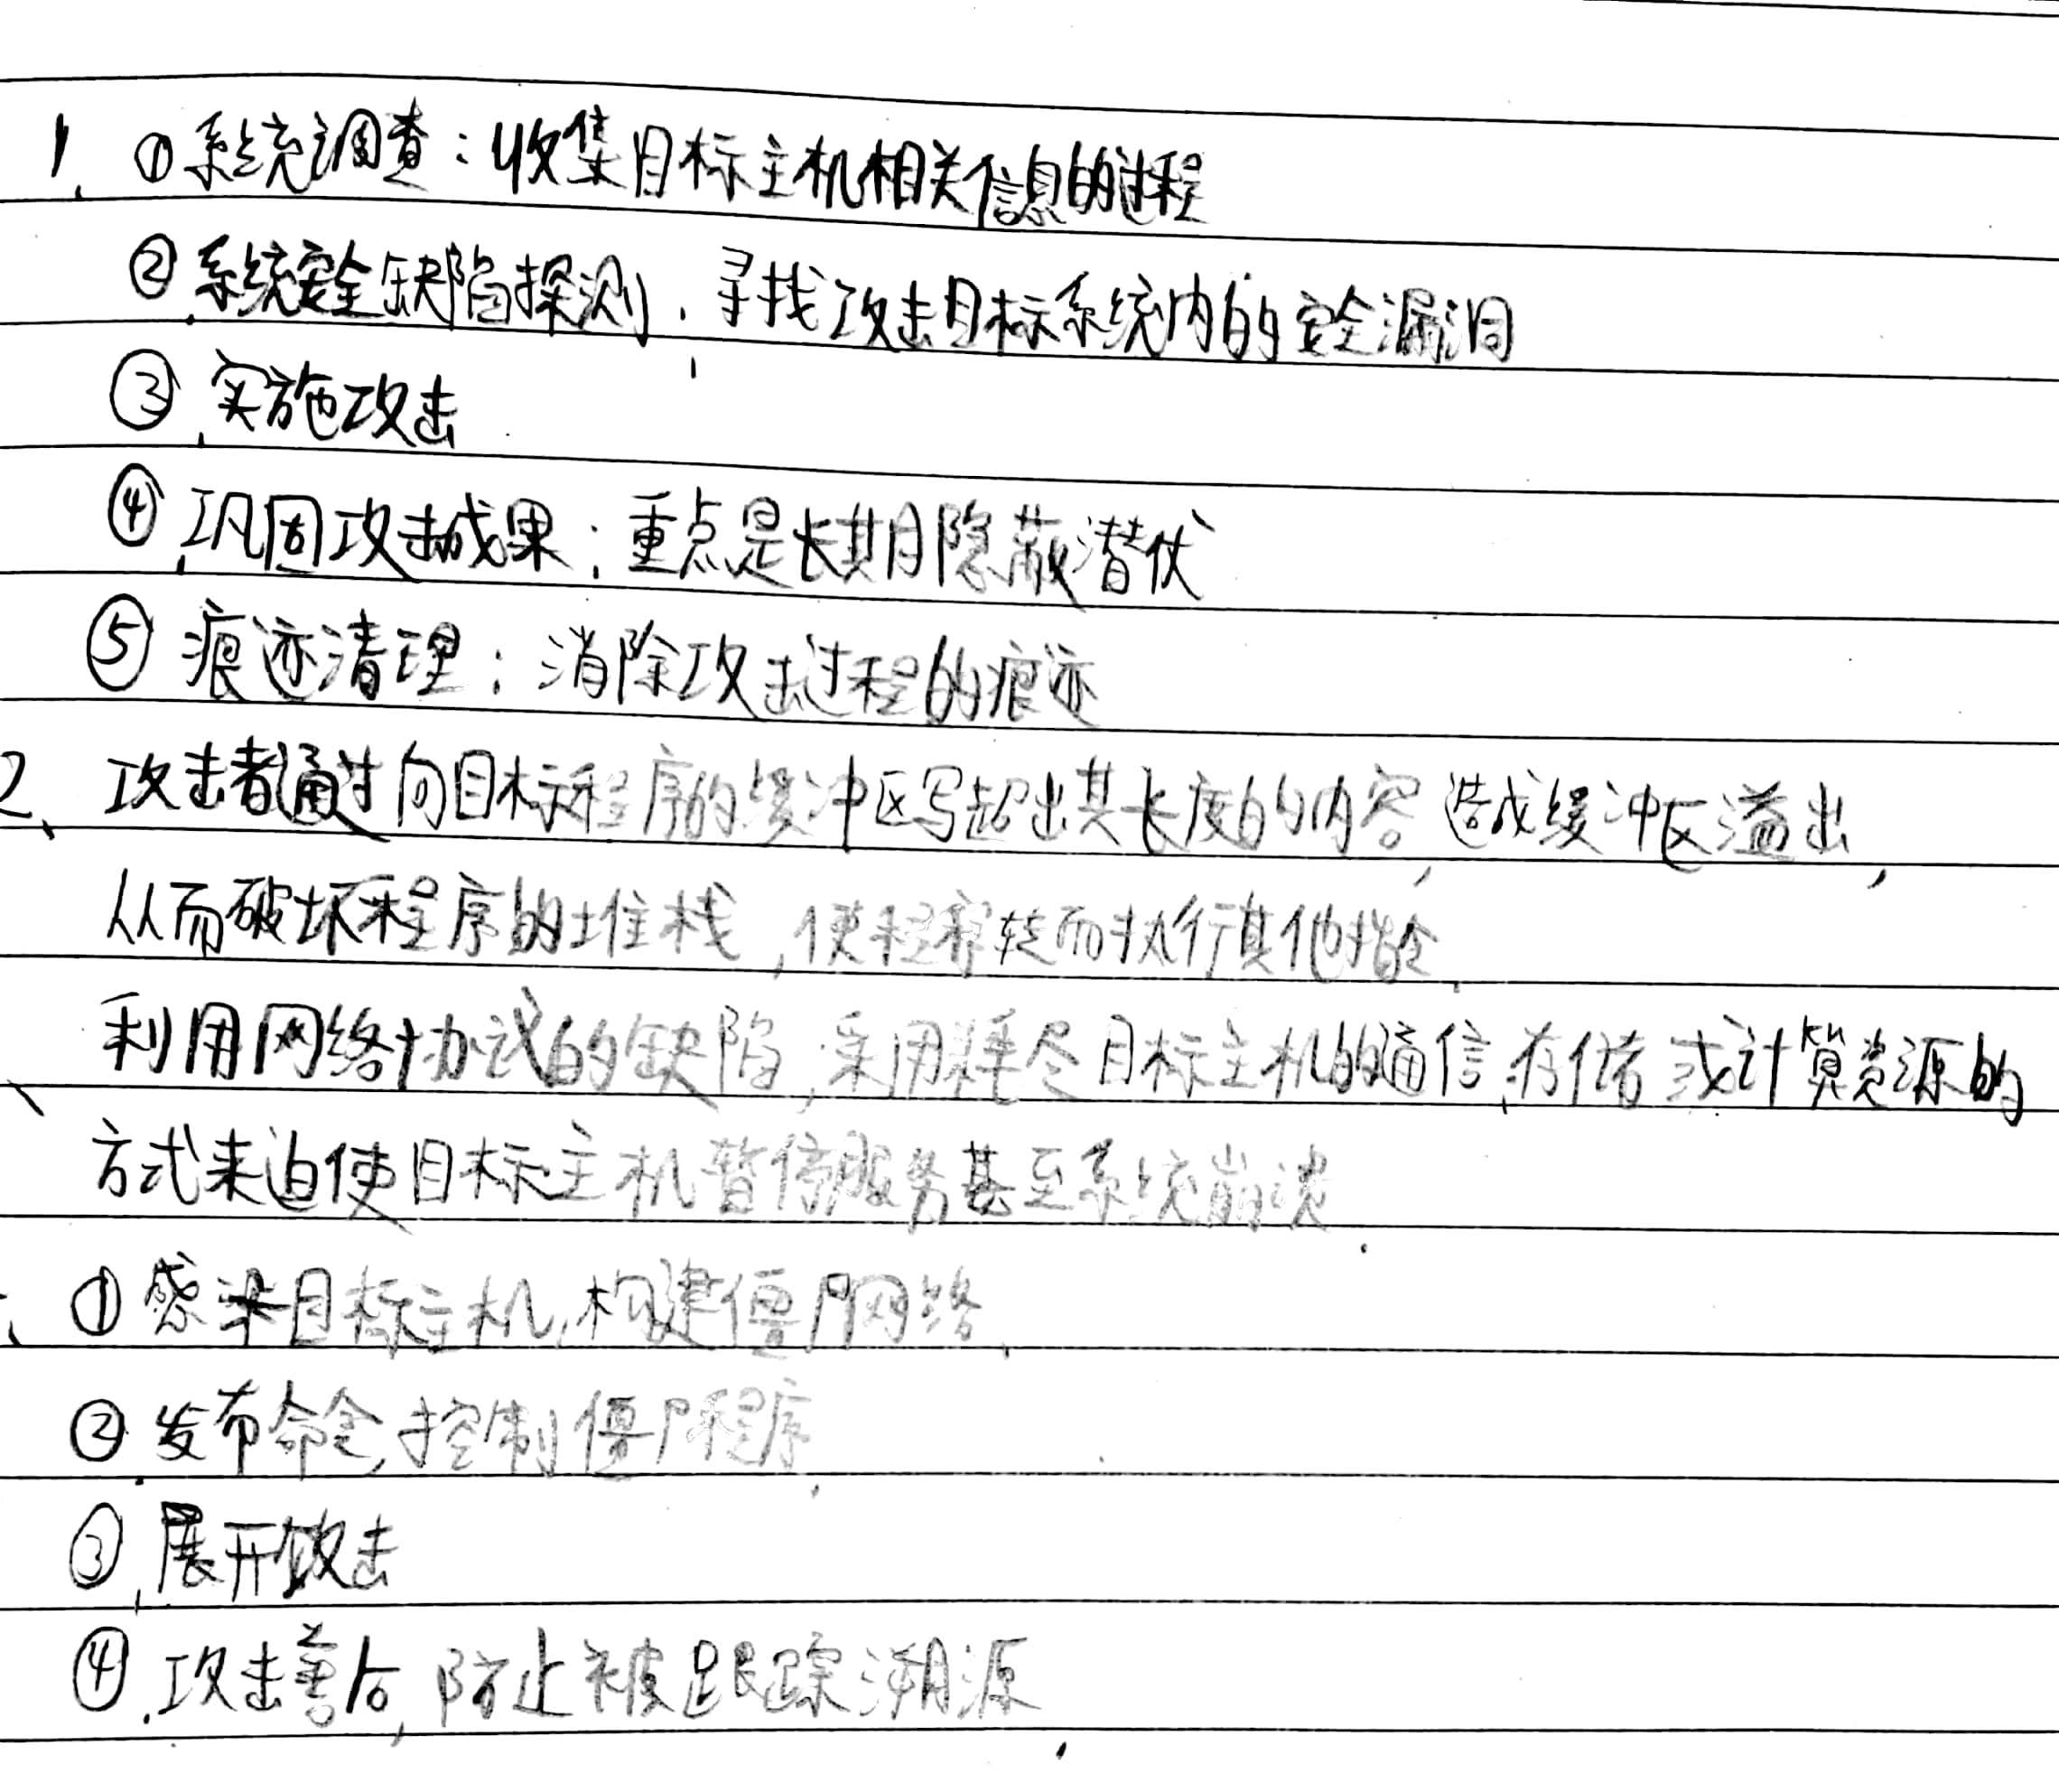 1. ①系统调查：收集目标主机相关信息的过程
②系统安全缺陷探测，寻找攻击目标系统内的安全漏洞
③实施攻击
④巩固攻击成果：重点是长期隐蔽潜伏
⑤痕迹清理：消除攻击过程的痕迹
2、攻击者通过向目标程序的缓冲区写超出其长度的内容，造成缓冲区溢出，
从而破坏程序的堆栈，使程序转而执行其他指令
利用网络协议的缺陷，采用耗尽目标主机的通信、存储或计算资源的
方式来迫使目标主机暂停服务甚至系统崩溃.
①感染目标主机，构建僵尸网络
②发布命令，控制僵尸程序
③展开攻击
④攻击善后，防止被跟踪溯源